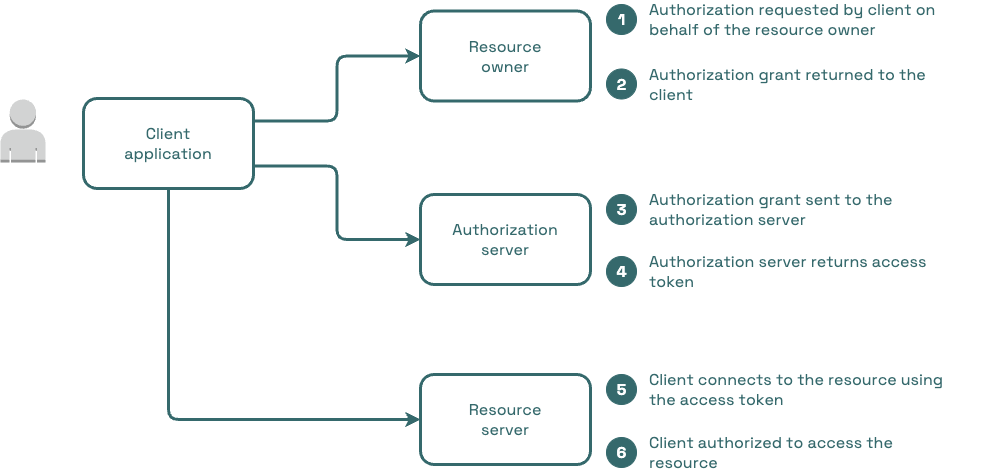 Client
application
Resource
owner
1
Authorization requested by client on
behalf of the resource owner
2
Authorization grant returned to the
client
Authorization
server
3
Authorization grant sent to the
authorization server
4
Authorization server returns access
token
Resource
server
5
Client connects to the resource using
the access token
6
Client authorized to access the
resource